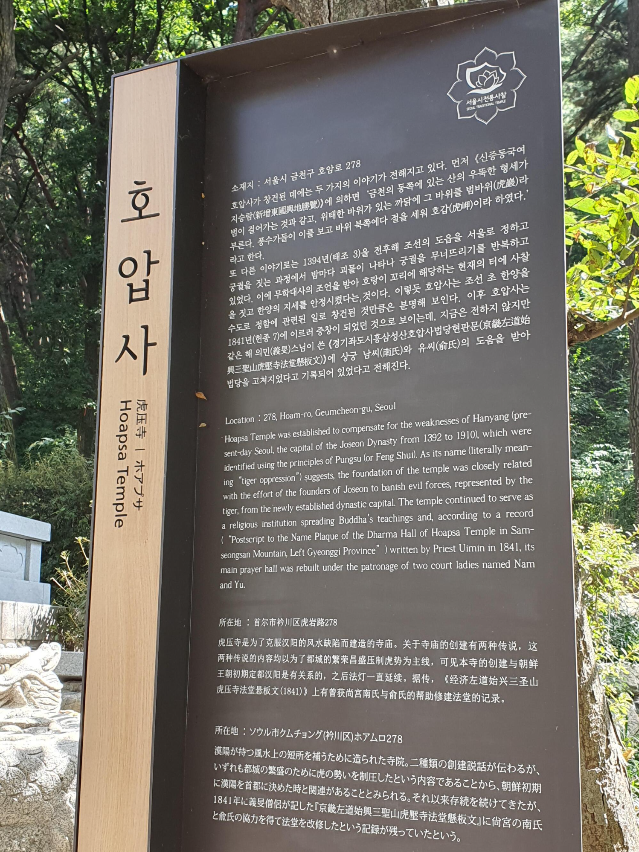 호압사
虎压寺 ㅣ ホアブサ
Hoapsa Temple
서울시전통사찰
SEOUL TRADITIONAL TEMPLE
소재지 : 서울시 금천구 호암로 278
호압사가 창건된 데에는 두 가지의 이야기가 전해지고 있다. 먼저 《신증동국여
지승람(新增東國輿地勝覽)》에 의하면 ‘금천의 동쪽에 있는 산의 우뚝한 형세가
범이 걸어가는 것과 같고, 위태한 바위가 있는 까닭에 그 바위를 범바위(虎巖)라
부른다. 풍수가들이 이를 보고 바위 북쪽에다 절을 세워 호갑(虎岬)이라 하였다.’
라고 한다.
또 다른 이야기로는 1394년(태조 3)을 전후해 조선의 도읍을 서울로 정하고
궁궐을 짓는 과정에서 밤마다 괴물이 나타나 궁궐을 무너뜨리기를 반복하고
있었다. 이에 무학대사의 조언을 받아 호랑이 꼬리에 해당하는 현재의 터에 사찰
을 짓고 한양의 지세를 안정시켰다는 것이다. 이렇듯 호압사는 조선 초 한양을
수도로 정함에 관련된 일로 창건된 것만큼은 분명해 보인다. 이후 호압사는
1841년(헌종 7)에 이르러 중창이 되었던 것으로 보이는데, 지금은 전하지 않지만
같은 해 의민(義旻)스님이 쓴 《경기좌도시흥삼성산호압사법당현판문(京畿左道始
興三聖山虎壓寺法堂懸板文)》에 상궁 남씨(南氏)와 유씨(兪氏)의 도움을 받아
법당을 고쳐지었다고 기록되어 있었다고 전해진다.
Location : 278, Hoam-ro, Geumcheon-gu, Seoul
Hoapsa Temple was established to compensate for the weaknesses of Hanyang (pre-
sent-day Seoul, the capital of the Joseon Dynasty from 1392 to 1910), which were
identified using the principles of Pungsu (or Feng Shui). As its name (literally mean-
ing “tiger oppression”) suggests, the foundation of the temple was closely related
with the effort of the founders of Joseon to banish evil forces, represented by the
tiger, from the newly established dynastic capital. The temple continued to serve as
a religious institution spreading Buddha's teachings and, according to a record
( “Postscript to the Name Plaque of the Dharma Hall of Hoapsa Temple in Sam-
seongsan Mountain, Left Gyeonggi Province” ) written by Priest Uimin in 1841, its
main prayer hall was rebuilt under the patronage of two court ladies named Nam
and Yu.
所在地 : 首尔市衿川区虎岩路278
虎压寺是为了克服汉阳的风水缺陷而建造的寺庙。关于寺庙的创建有两种传说，这
两种传说的内容均以为了都城的繁荣昌盛压制虎势为主线，可见本寺的创建与朝鲜
王朝初期定都汉阳是有关系的，之后法灯一直延续。据传，《经济左道始兴三圣山
虎压寺法堂悬板文(1841)》上有曾获尚宫南氏与俞氏的帮助修建法堂的记录。
所在地 : ソウル市クムチョング(衿川区)ホアムロ278
漢陽が持つ風水上の短所を補うために造られた寺院。二種類の創建説話が伝わるが、
いずれも都城の繁盛のために虎の勢いを制圧したという内容であることから、朝鮮初期
に漢陽を首都に決めた時と関連があることとみられる。それ以来存続を続けてきたが、
1841年に義旻僧侶が記した『京畿左道始興三聖山虎壓寺法堂懸板文』に尙宮の南氏
と兪氏の協力を得て法堂を改修したという記録が残っていたという。